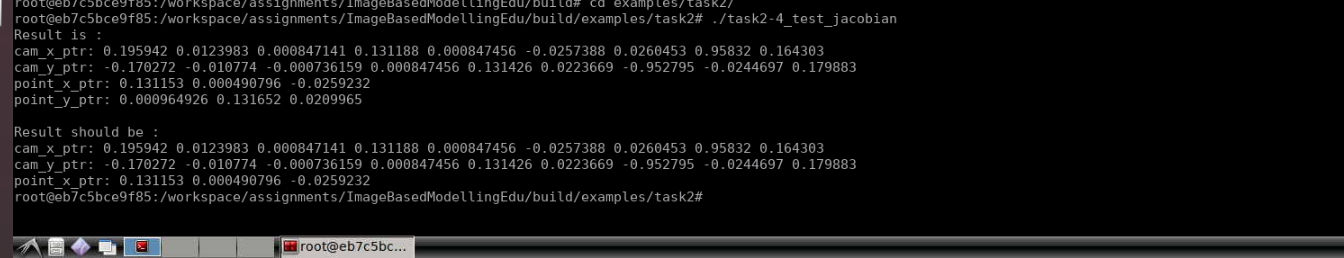 root@eb7c5bce9f85:/workspace/assignments/ImageBasedModellingEdu/build# cd examples/task2/
root@eb7c5bce9f85:/workspace/assignments/ImageBasedModellingEdu/build/examples/task2# ./task2-4_test_jacobian
Result is :
cam_x_ptr: 0.195942 0.0123983 0.000847141 0.131188 0.000847456 -0.0257388 0.0260453 0.95832 0.164303
cam_y_ptr: -0.170272 -0.010774 -0.000736159 0.000847456 0.131426 0.0223669 -0.952795 -0.0244697 0.179883
point_x_ptr: 0.131153 0.000490796 -0.0259232
point_y_ptr: 0.000964926 0.131652 0.0209965
Result should be :
cam_x_ptr: 0.195942 0.0123983 0.000847141 0.131188 0.000847456 -0.0257388 0.0260453 0.95832 0.164303
cam_y_ptr: -0.170272 -0.010774 -0.000736159 0.000847456 0.131426 0.0223669 -0.952795 -0.0244697 0.179883
point_x_ptr: 0.131153 0.000490796 -0.0259232
root@eb7c5bce9f85:/workspace/assignments/ImageBasedModellingEdu/build/examples/task2#
root@eb7c5bc...